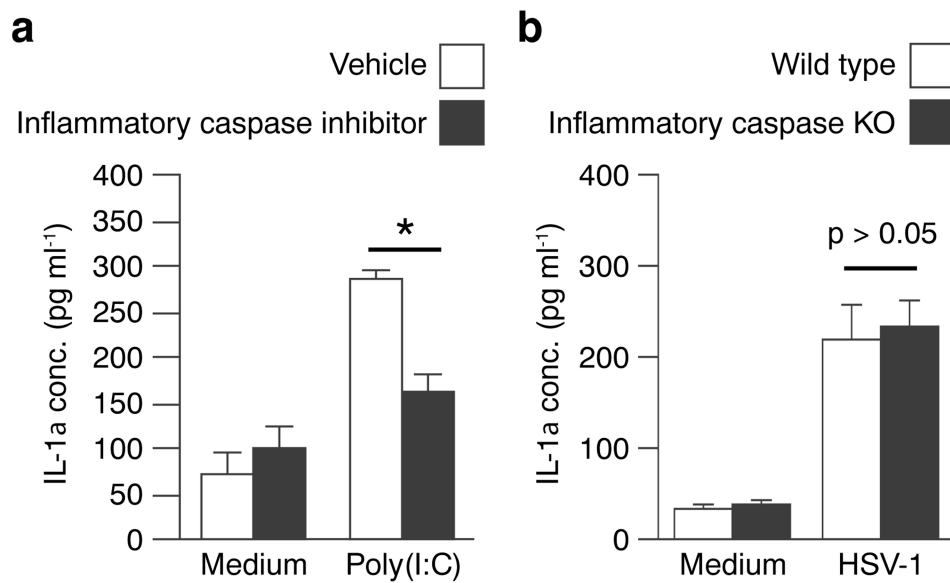 a
Vehicle
Inflammatory caspase inhibitor
IL-1a conc. (pg ml-1)
400
350
300
250
200
150
100
50
0
*
Medium
Poly(I:C)
b
Wild type
Inflammatory caspase KO
IL-1a conc. (pg ml-1)
400
300
200
100
0
p > 0.05
Medium
HSV-1